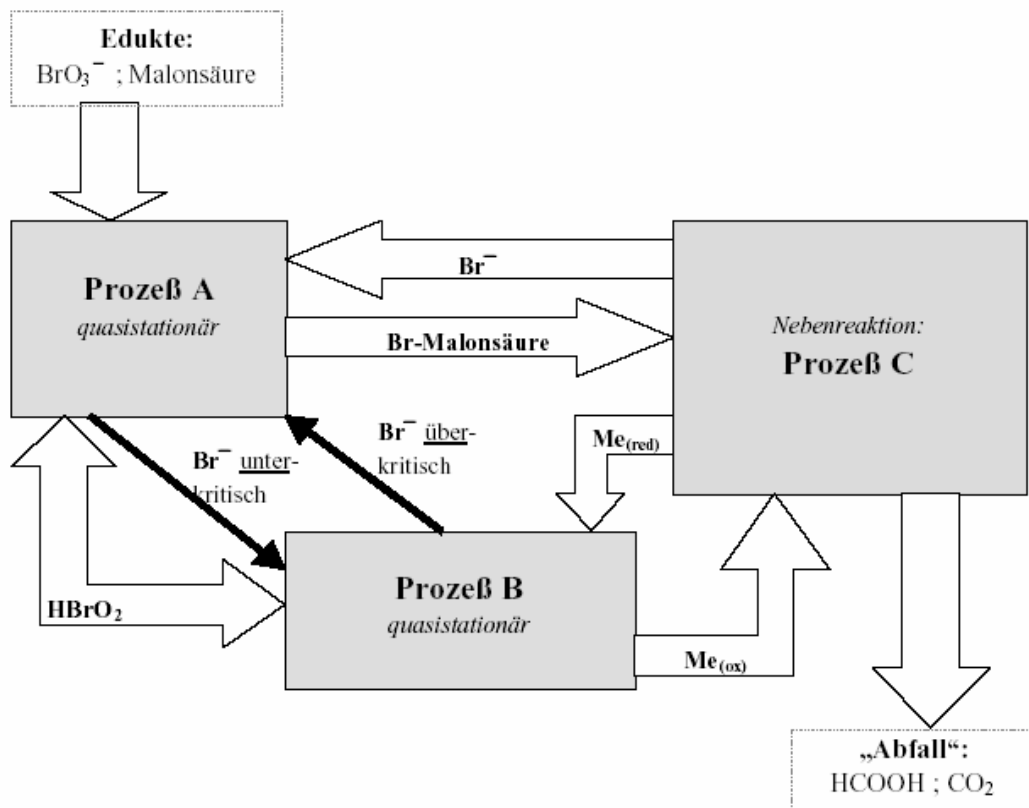 Edukte:
BrO₃⁻ ; Malonsäure
Prozeß A
quasistationär
Br⁻
Br-Malonsäure
Nebenreaktion:
Prozeß C
Br⁻ unter-
kritisch
Br⁻ über-
kritisch
Me(red)
HBrO₂
Prozeß B
quasistationär
Me(ox)
„Abfall“:
HCOOH ; CO₂